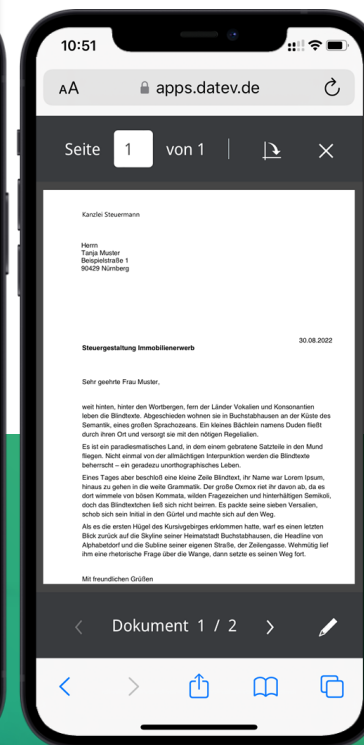 10:51
AA apps.datev.de
Seite 1 von 1
Kanzlei Steuermann
Herrn
Tanja Muster
Beispielstraße 1
90429 Nürnberg
30.08.2022
Steuergestaltung Immobilienerwerb
Sehr geehrte Frau Muster,
weit hinten, hinter den Wortbergen, fern der Länder Vokalien und Konsonantien
leben die Blindtexte. Abgeschieden wohnen sie in Buchstabhausen an der Küste des
Semantik, eines großen Sprachozeans. Ein kleines Bächlein namens Duden fließt
durch ihren Ort und versorgt sie mit den nötigen Regelialien.
Es ist ein paradiesmatisches Land, in dem einem gebratene Satzteile in den Mund
fliegen. Nicht einmal von der allmächtigen Interpunktion werden die Blindtexte
beherrscht – ein geradezu unorthographisches Leben.
Eines Tages aber beschloß eine kleine Zeile Blindtext, ihr Name war Lorem Ipsum,
hinaus zu gehen in die weite Grammatik. Der große Oxmox riet ihr davon ab, da es
dort wimmele von bösen Kommata, wilden Fragezeichen und hinterhältigen Semikoli,
doch das Blindtextchen ließ sich nicht beirren. Es packte seine sieben Versalien,
schob sich sein Initial in den Gürtel und machte sich auf den Weg.
Als es die ersten Hügel des Kursivgebirges erklommen hatte, warf es einen letzten
Blick zurück auf die Skyline seiner Heimatstadt Buchstabhausen, die Headline von
Alphabetdorf und die Subline seiner eigenen Straße, der Zeilengasse. Wehmütig lief
ihm eine rhetorische Frage über die Wange, dann setzte es seinen Weg fort.
Mit freundlichen Grüßen
Dokument 1 / 2